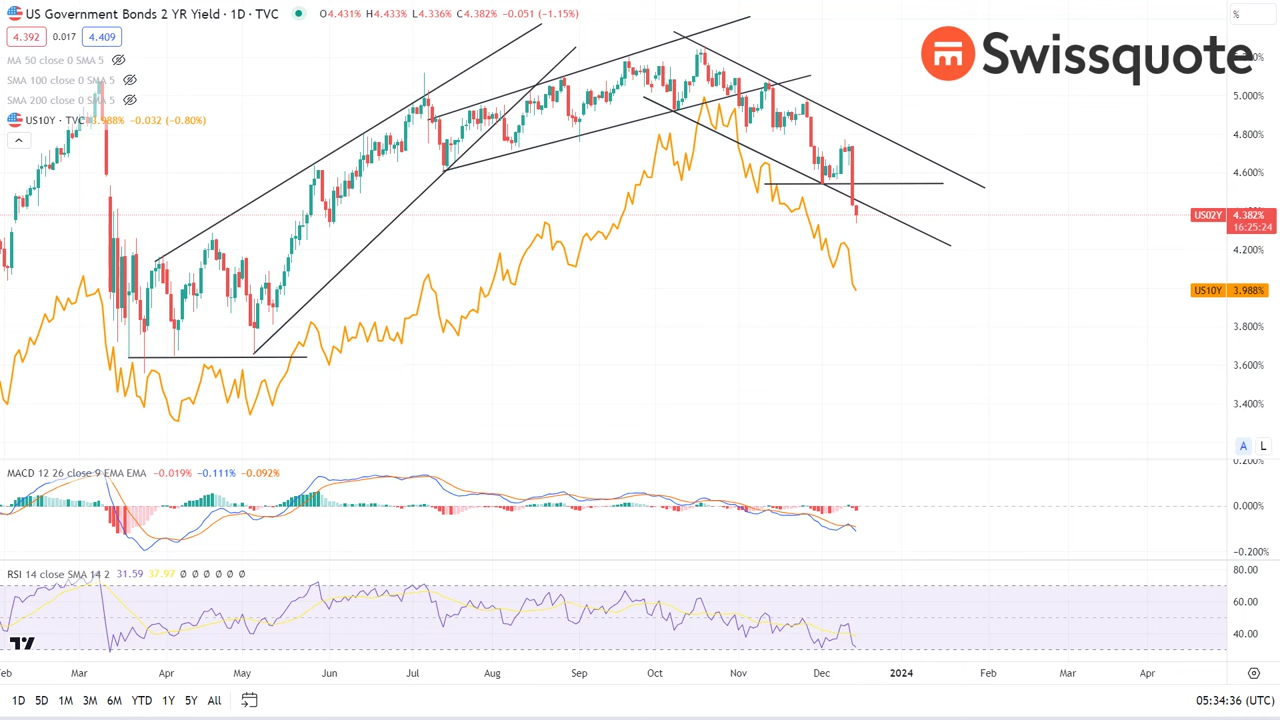 US Government Bonds 2 YR Yield · 1D · TVC O4.431% H4.433% L4.336% C4.382% -0.051 (-1.15%)
4.392 0.017 4.409
MA 50 close 0 SMA 5
SMA 100 close 0 SMA 5
SMA 200 close 0 SMA 5
US10Y · TVC 3.988% -0.032 (-0.80%)
Swissquote
%
5.000%
4.800%
4.600%
US02Y 4.382%
16:25:24
4.200%
US10Y 3.988%
3.800%
3.600%
3.400%
A L
0.200%
MACD 12 26 close 9 EMA EMA -0.019% -0.111% -0.092%
0.000%
-0.200%
RSI 14 close SMA 14 2 31.59 37.97 Ø Ø Ø Ø Ø Ø
80.00
60.00
40.00
Mar Apr May Jun Jul Aug Sep Oct Nov Dec 2024 Feb Mar Apr
1D 5D 1M 3M 6M YTD 1Y 5Y All
05:34:36 (UTC)